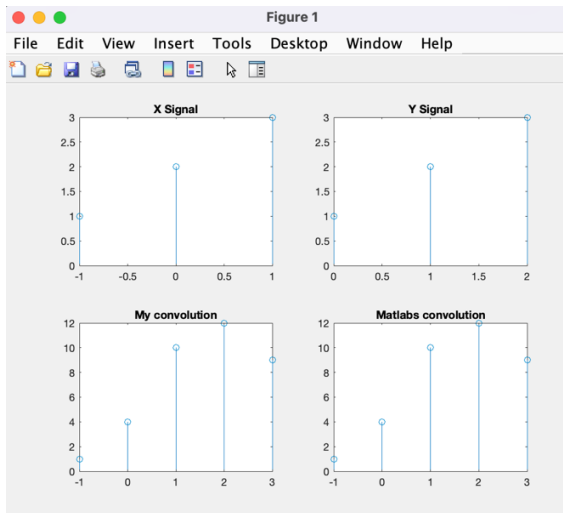 Figure 1
File Edit View Insert Tools Desktop Window Help
X Signal
3
2.5
2
1.5
1
0.5
0
-1 -0.5 0 0.5 1
Y Signal
3
2.5
2
1.5
1
0.5
0
0 0.5 1 1.5 2
My convolution
12
10
8
6
4
2
0
-1 0 1 2 3
Matlabs convolution
12
10
8
6
4
2
0
-1 0 1 2 3